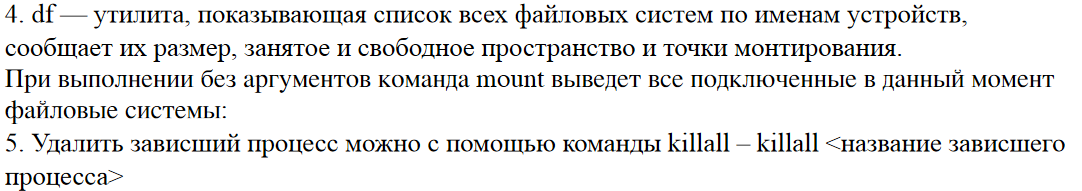 4. df — утилита, показывающая список всех файловых систем по именам устройств,
сообщает их размер, занятое и свободное пространство и точки монтирования.
При выполнении без аргументов команда mount выведет все подключенные в данный момент
файловые системы:
5. Удалить зависший процесс можно с помощью команды killall – killall <название зависшего
процесса>